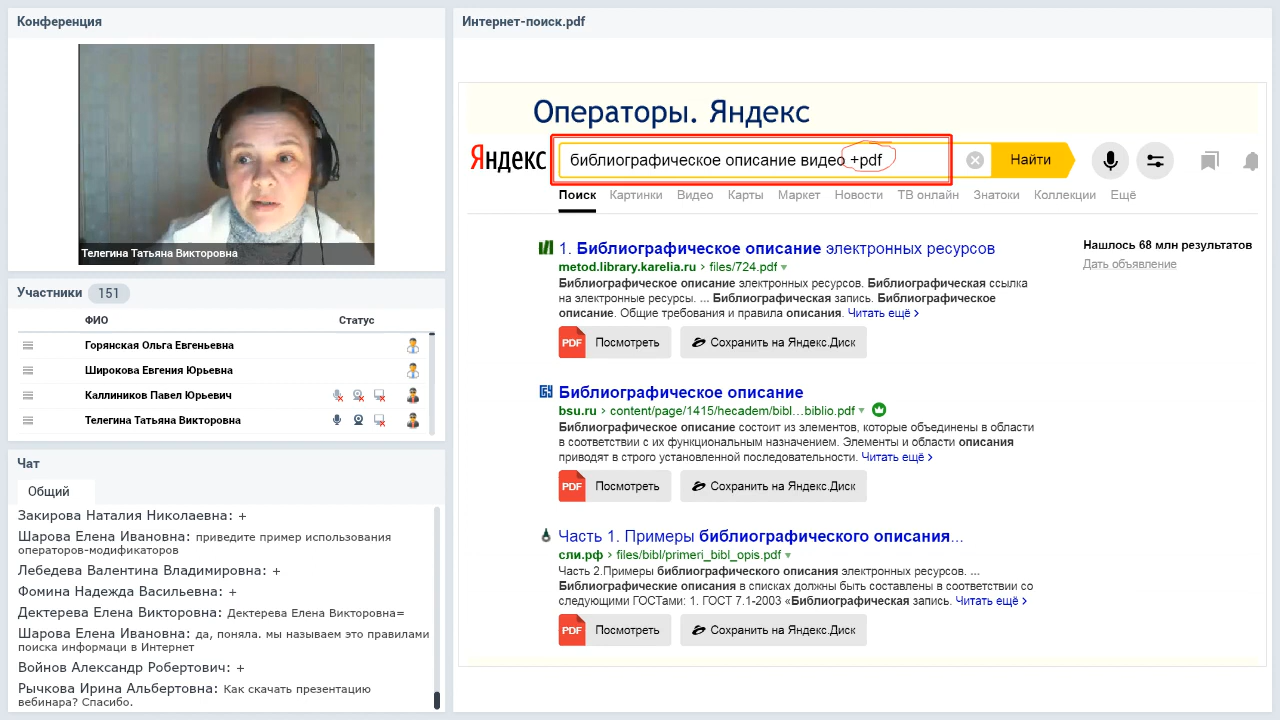 Конференция
Телегина Татьяна Викторовна
Участники 151
ФИО Статус
Горянская Ольга Евгеньевна
Широкова Евгения Юрьевна
Каллиников Павел Юрьевич
Телегина Татьяна Викторовна
Чат
Общий
Закирова Наталия Николаевна: +
Шарова Елена Ивановна: приведите пример использования
операторов-модификаторов
Лебедева Валентина Владимировна: +
Фомина Надежда Васильевна: +
Дектерева Елена Викторовна: Дектерева Елена Викторовна=
Шарова Елена Ивановна: да, поняла. мы называем это правилами
поиска информаци в Интернет
Войнов Александр Робертович: +
Рычкова Ирина Альбертовна: Как скачать презентацию
вебинара? Спасибо.
Интернет-поиск.pdf
Операторы. Яндекс
Яндекс библиографическое описание видео +pdf Найти
Поиск Картинки Видео Карты Маркет Новости ТВ онлайн Знатоки Коллекции Ещё
1. Библиографическое описание электронных ресурсов
metod.library.karelia.ru › files/724.pdf
Библиографическое описание электронных ресурсов. Библиографическая ссылка
на электронные ресурсы. ... Библиографическая запись. Библиографическое
описание. Общие требования и правила описания. Читать ещё ›
PDF Посмотреть Сохранить на Яндекс.Диск
Нашлось 68 млн результатов
Дать объявление
Библиографическое описание
bsu.ru › content/page/1415/hecadem/bibl...biblio.pdf
Библиографическое описание состоит из элементов, которые объединены в области
в соответствии с их функциональным назначением. Элементы и области описания
приводят в строго установленной последовательности. Читать ещё ›
PDF Посмотреть Сохранить на Яндекс.Диск
Часть 1. Примеры библиографического описания...
сли.рф › files/bibl/primeri_bibl_opis.pdf
Часть 2.Примеры библиографического описания электронных ресурсов. ...
Библиографические описания в списках должны быть составлены в соответствии со
следующими ГОСТами: 1. ГОСТ 7.1-2003 «Библиографическая запись. Читать ещё ›
PDF Посмотреть Сохранить на Яндекс.Диск